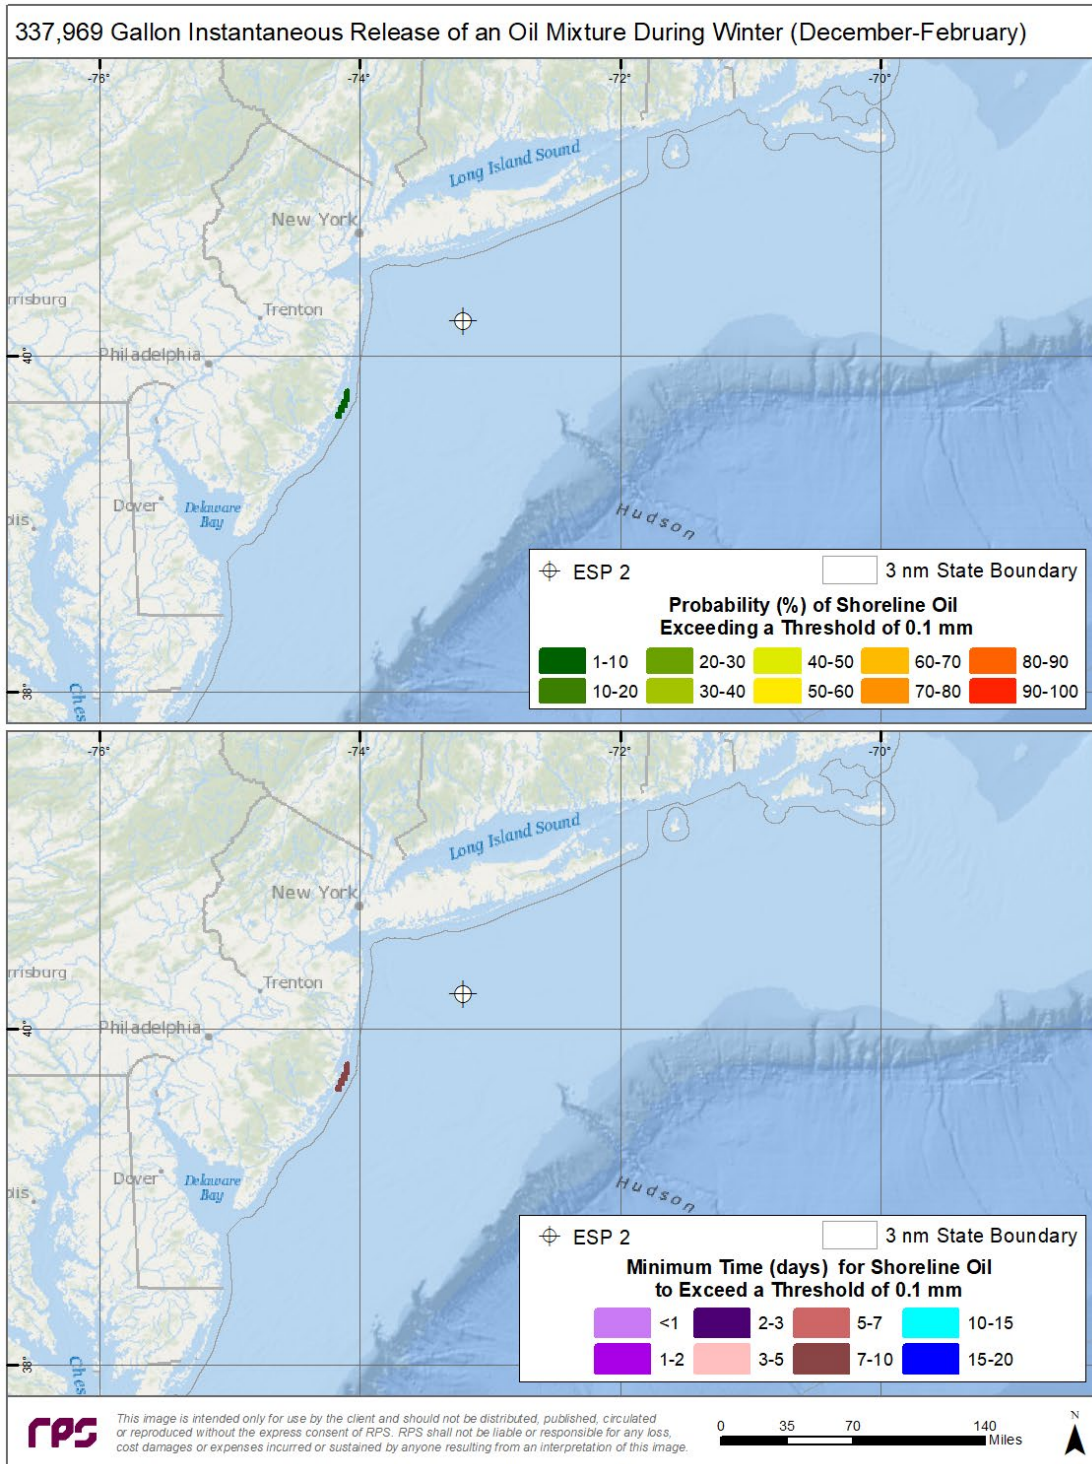 337,969 Gallon Instantaneous Release of an Oil Mixture During Winter (December-February)
-76° -74° -72° -70°
Long Island Sound
New York
rrisburg
Trenton
40°
Philadelphia
Dover
Delaware
Bay
lis
Hudson
Ches
38°
ESP 2 3 nm State Boundary
Probability (%) of Shoreline Oil
Exceeding a Threshold of 0.1 mm
1-10 20-30 40-50 60-70 80-90
10-20 30-40 50-60 70-80 90-100
-76° -74° -72° -70°
Long Island Sound
New York
rrisburg
Trenton
40°
Philadelphia
Dover
Delaware
Bay
lis
Hudson
Ches
38°
ESP 2 3 nm State Boundary
Minimum Time (days) for Shoreline Oil
to Exceed a Threshold of 0.1 mm
<1 2-3 5-7 10-15
1-2 3-5 7-10 15-20
rps
This image is intended only for use by the client and should not be distributed, published, circulated
or reproduced without the express consent of RPS. RPS shall not be liable or responsible for any loss,
cost damages or expenses incurred or sustained by anyone resulting from an interpretation of this image.
0 35 70 140
Miles
N